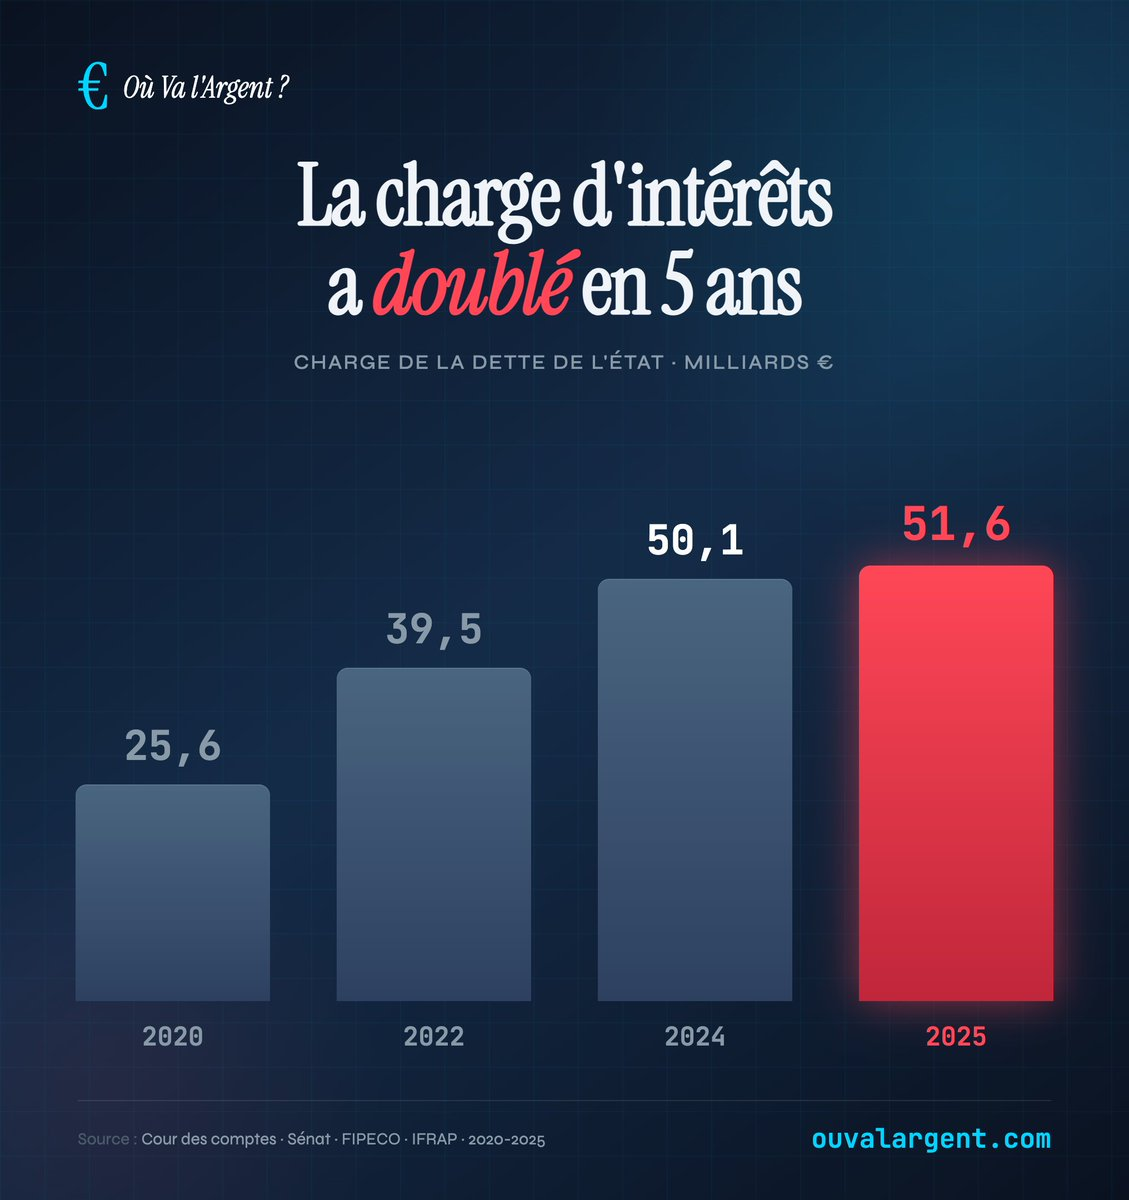 € Où Va l'Argent ?
La charge d'intérêts
a doublé en 5 ans
CHARGE DE LA DETTE DE L'ÉTAT · MILLIARDS €
25,6
39,5
50,1
51,6
2020
2022
2024
2025
Source : Cour des comptes · Sénat · FIPECO · IFRAP · 2020-2025
ouvalargent.com